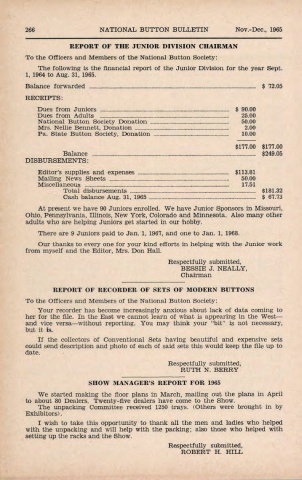 266 NATIONAL BUTTON BULLETIN Nov.-Dec., 1965
REPORT OF THE JUNIOR DIVISION CHAIRMAN
To the Officers and Members of the National Button Society:
The following is the financial report of the Junior Division for the year Sept.
1, 1964 to Aug. 31, 1965.
Balance forwarded $ 72.05
RECEIPTS:
Dues from Juniors $ 90.00
Dues from Adults 25.00
National Button Society Donation 50.00
Mrs. Nellie Bennett, Donation 2.00
Pa. State Button Society, Donation 10.00
$177.00 $177.00
Balance $249.05
DISBURSEMENTS:
Editor's supplies and expenses $113.81
Mailing News Sheets 50.00
Miscellaneous 17.51
Total disbursements $181.32
Cash balance Aug. 31, 1965 $ 67.73
At present we have 96 Juniors enrolled. We have Junior Sponsors in Missouri,
Ohio, Pennsylvania, Illinois, New York, Colorado and Minnesota. Also many other
adults who are helping Juniors get started in our hobby.
There are 9 Juniors paid to Jan. 1, 1967, and one to Jan. 1, 1968.
Our thanks to every one for your kind efforts in helping with the Junior work
from myself and the Editor, Mrs. Don Hall.
Respectfully submitted,
BESSIE J. NEALLY,
Chairman
REPORT OF RECORDER OF SETS OF MODERN BUTTONS
To the Officers and Members of the National Button Society:
Your recorder has become increasingly anxious about lack of data coming to
her for the file. In the East we cannot learn of what is appearing in the West—
and vice versa—without reporting. You may think your "bit" is not necessary,
but it is.
If the collectors of Conventional Sets having beautiful and expensive sets
could send description and photo of each of said sets this would keep the file up to
date.
Respectfully submitted,
RUTH N. BERRY
SHOW MANAGER'S REPORT FOR 1965
We started making the floor plans in March, mailing out the plans in April
to about 80 Dealers. Twenty-five dealers have come to the Show.
The unpacking Committee received 1250 trays. (Others were brought in by
Exhibitors).
I wish to take this opportunity to thank all the men and ladies who helped
with the unpacking and will help with the parking; also those who helped with
setting up the racks and the Show.
Respectfully submitted,
ROBERT H. HILL